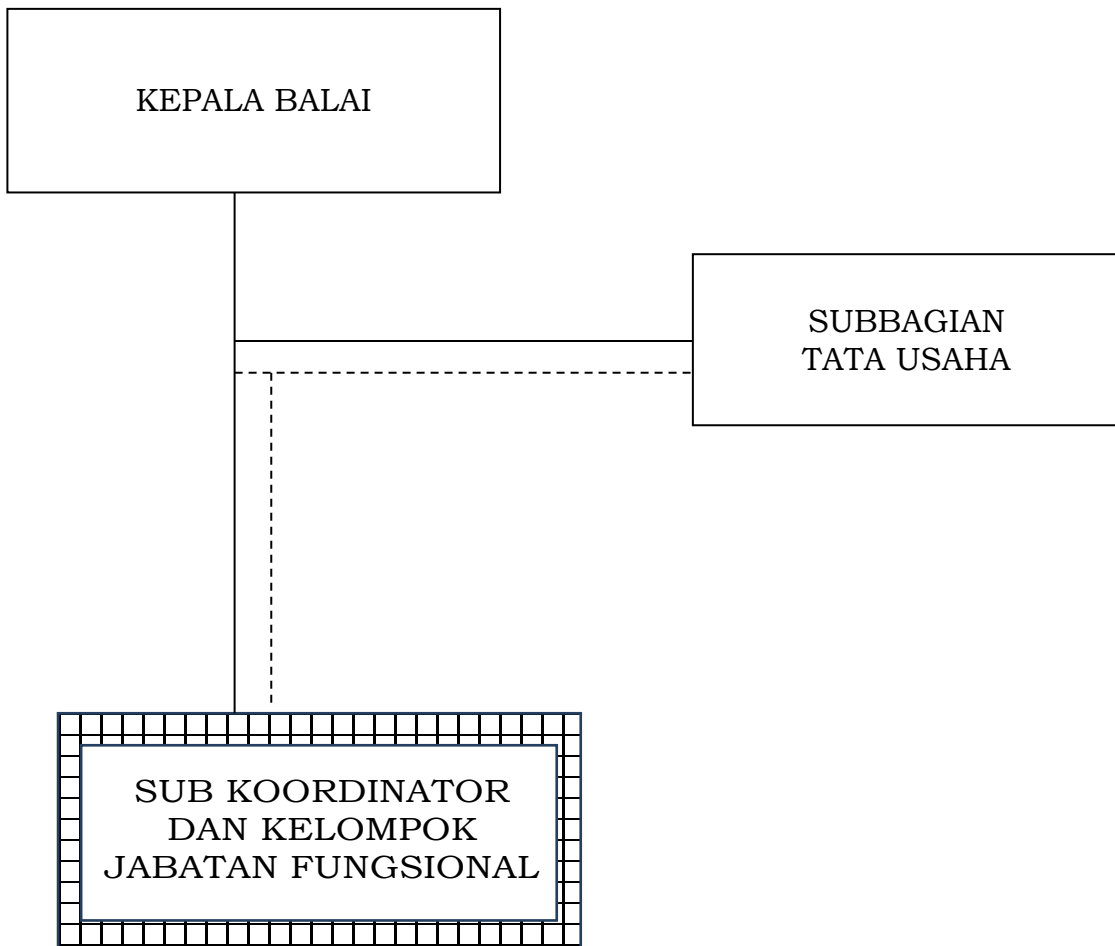 KEPALA BALAI
SUBBAGIAN
TATA USAHA
SUB KOORDINATOR
DAN KELOMPOK
JABATAN FUNGSIONAL